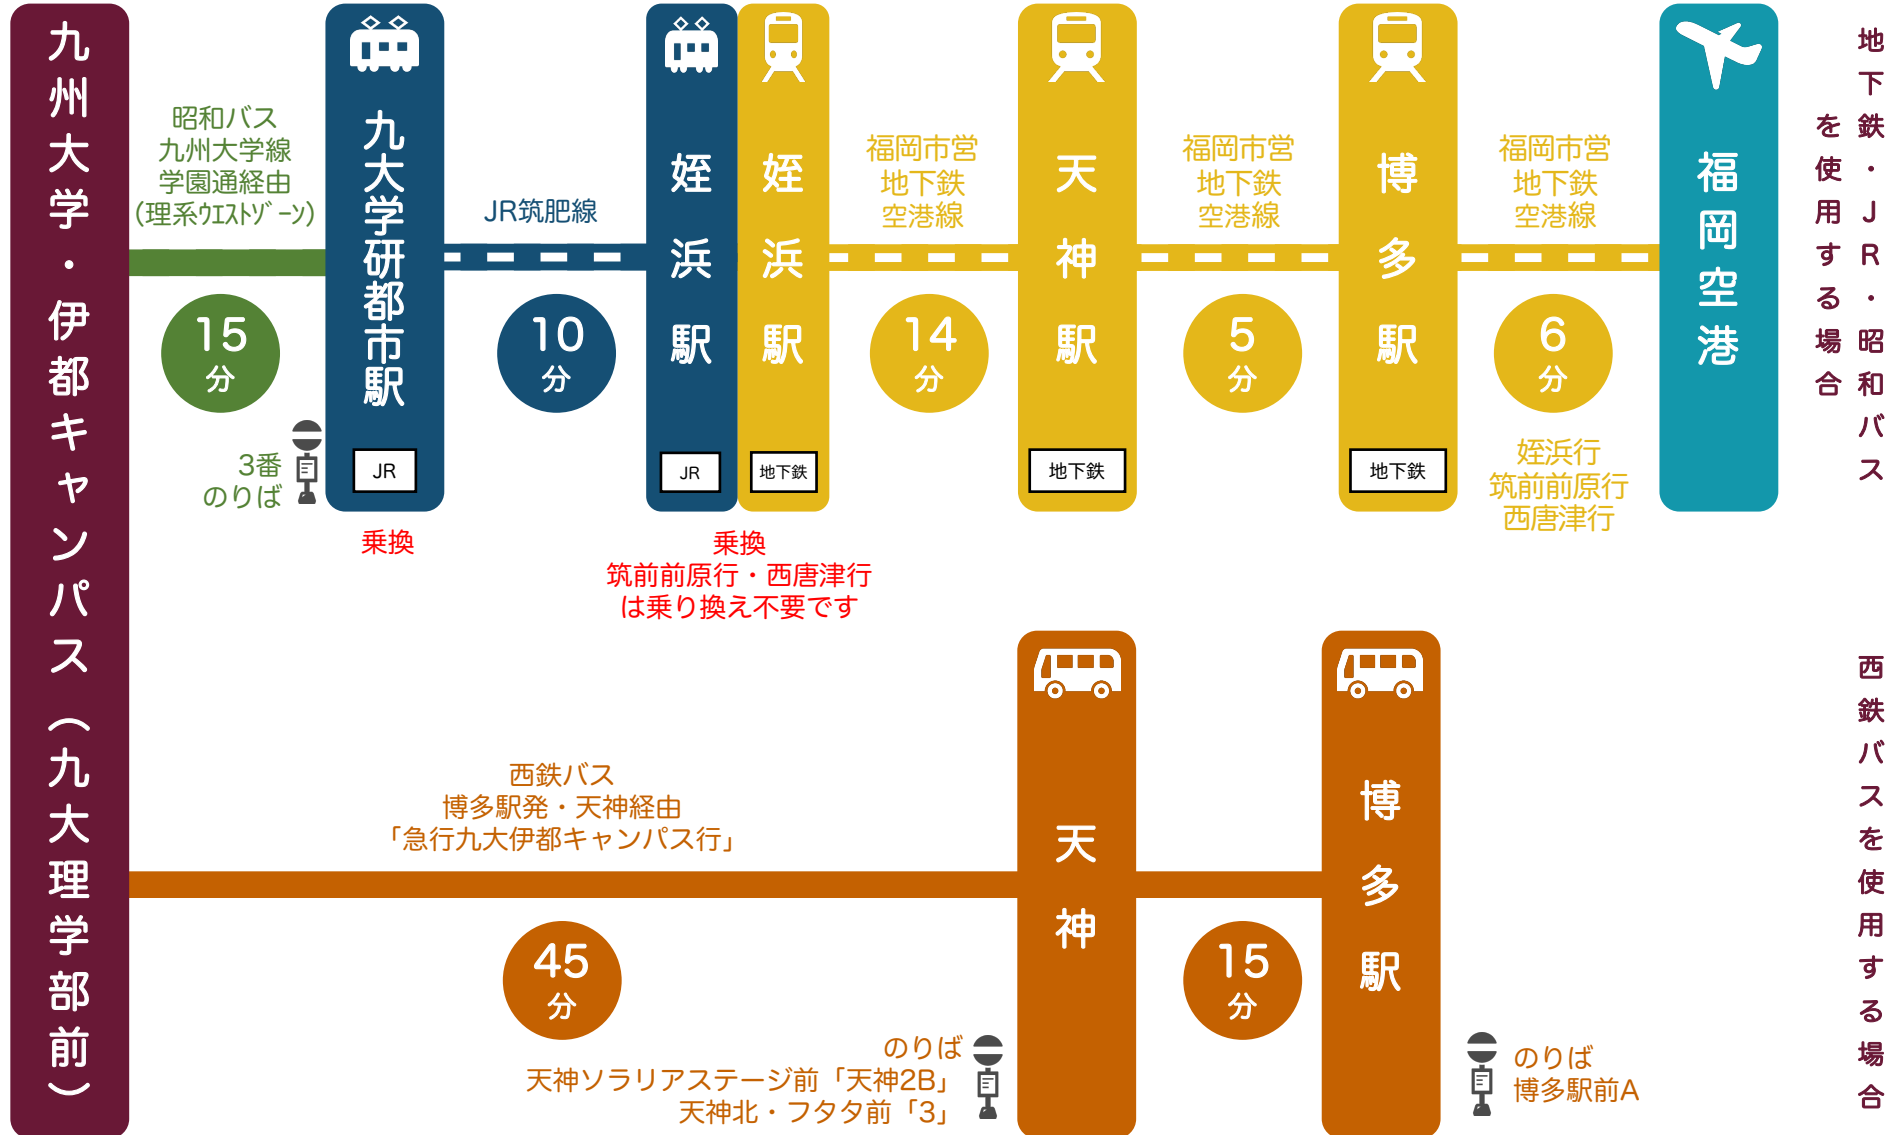 九州大学・伊都キャンパス（九大理学部前）
昭和バス
九州大学線
学園通経由
(理系ｳｴｽﾄｿﾞｰﾝ)
15
分
3番
のりば
九大学研都市駅
JR
乗換
JR筑肥線
10
分
姪浜駅
JR
姪浜駅
地下鉄
乗換
筑前前原行・西唐津行
は乗り換え不要です
福岡市営
地下鉄
空港線
14
分
天神駅
地下鉄
福岡市営
地下鉄
空港線
5
分
博多駅
地下鉄
福岡市営
地下鉄
空港線
6
分
姪浜行
筑前前原行
西唐津行
福岡空港
地下鉄・JR・昭和バス
を使用する場合
西鉄バス
博多駅発・天神経由
「急行九大伊都キャンパス行」
45
分
のりば
天神ソラリアステージ前「天神2B」
天神北・フタタ前「3」
天神
15
分
博多駅
のりば
博多駅前A
西鉄バスを使用する場合